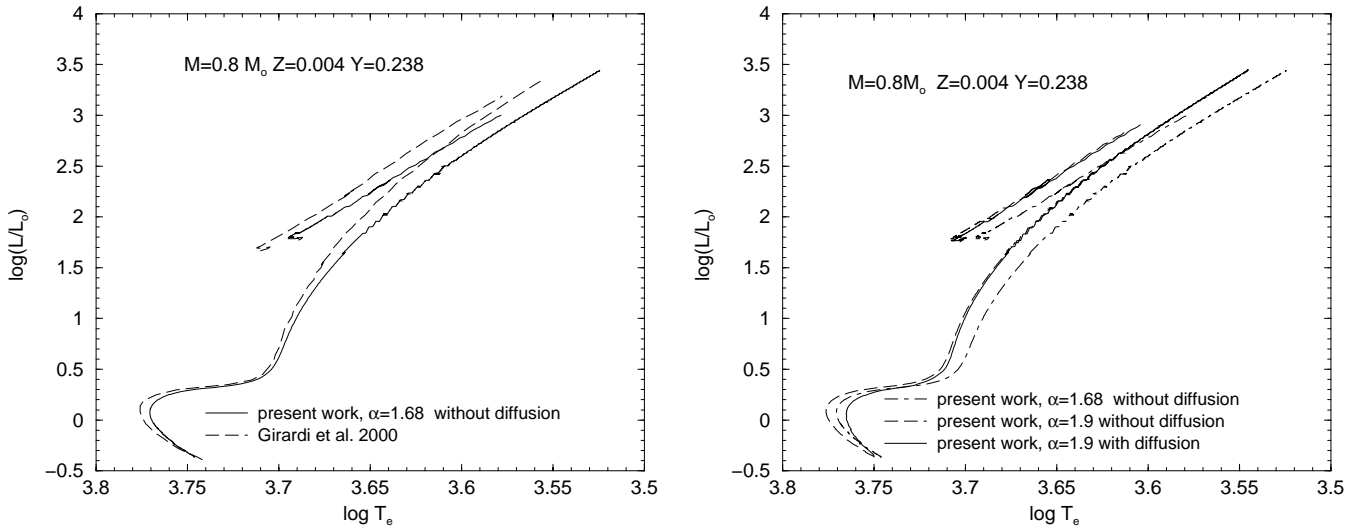 4
3.5
3
2.5
2
1.5
1
0.5
0
−0.5
log(L/Lo)
M=0.8 Mo Z=0.004 Y=0.238
present work, α=1.68 without diffusion
Girardi et al. 2000
3.8 3.75 3.7 3.65 3.6 3.55 3.5
log Te
4
3.5
3
2.5
2
1.5
1
0.5
0
−0.5
log(L/Lo)
M=0.8Mo Z=0.004 Y=0.238
present work, α=1.68 without diffusion
present work, α=1.9 without diffusion
present work, α=1.9 with diffusion
3.8 3.75 3.7 3.65 3.6 3.55 3.5
log Te